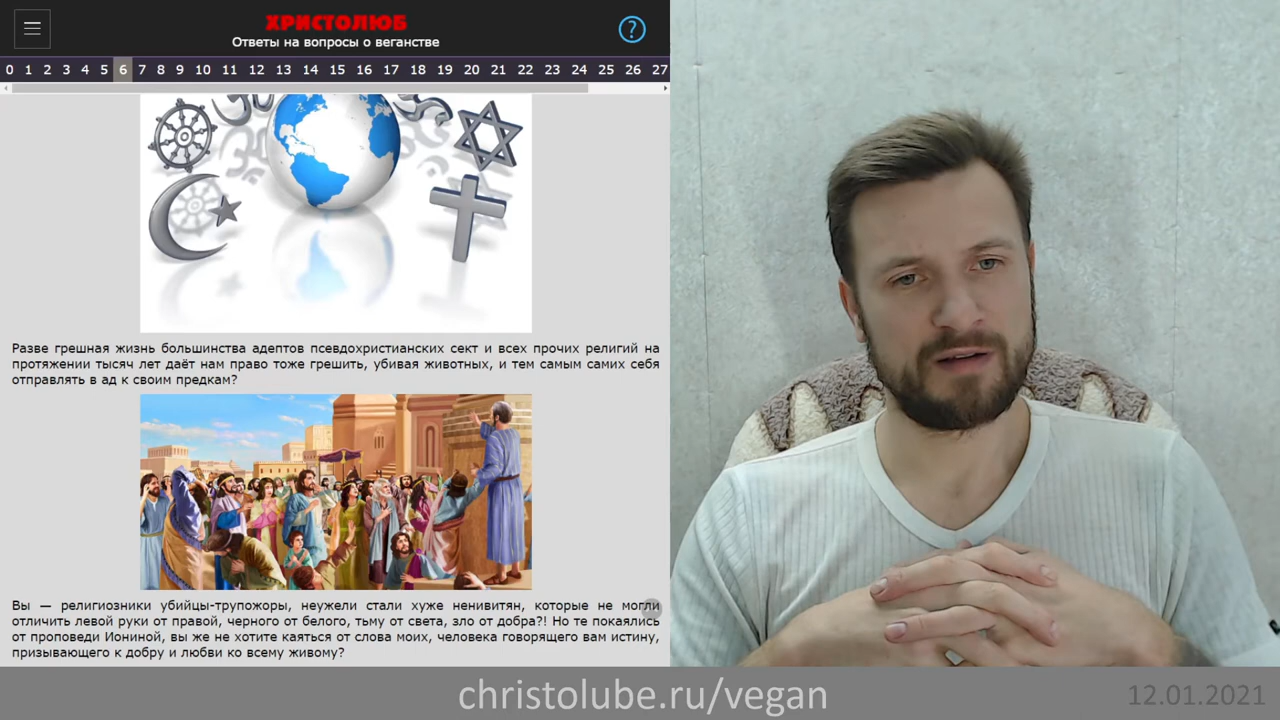 ХРИСТОЛЮБ
Ответы на вопросы о веганстве
?
0 1 2 3 4 5 6 7 8 9 10 11 12 13 14 15 16 17 18 19 20 21 22 23 24 25 26 27
Разве грешная жизнь большинства адептов псевдохристианских сект и всех прочих религий на
протяжении тысяч лет даёт нам право тоже грешить, убивая животных, и тем самым самих себя
отправлять в ад к своим предкам?
Вы — религиозники убийцы-трупожоры, неужели стали хуже ненивитян, которые не могли
отличить левой руки от правой, черного от белого, тьму от света, зло от добра?! Но те покаялись
от проповеди Иониной, вы же не хотите каяться от слова моих, человека говорящего вам истину,
призывающего к добру и любви ко всему живому?
christolube.ru/vegan
12.01.2021